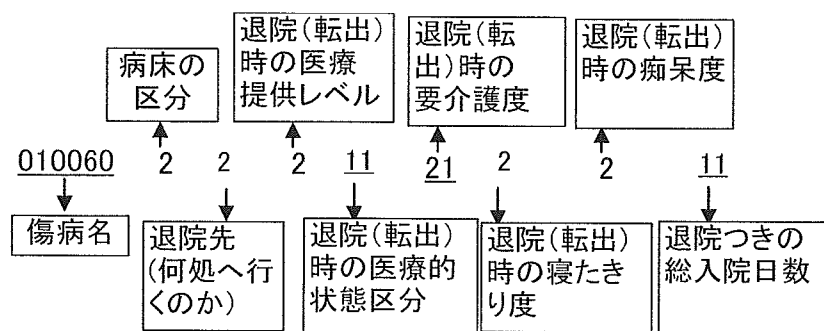 病床の
区分
退院(転出)
時の医療
提供レベル
退院(転
出)時の
要介護度
退院(転出)
時の痴呆度
010060 2 2 2 11 21 2 2 11
傷病名
退院先
(何処へ行
くのか)
退院(転出)
時の医療的
状態区分
退院(転出)
時の寝たき
り度
退院つきの
総入院日数